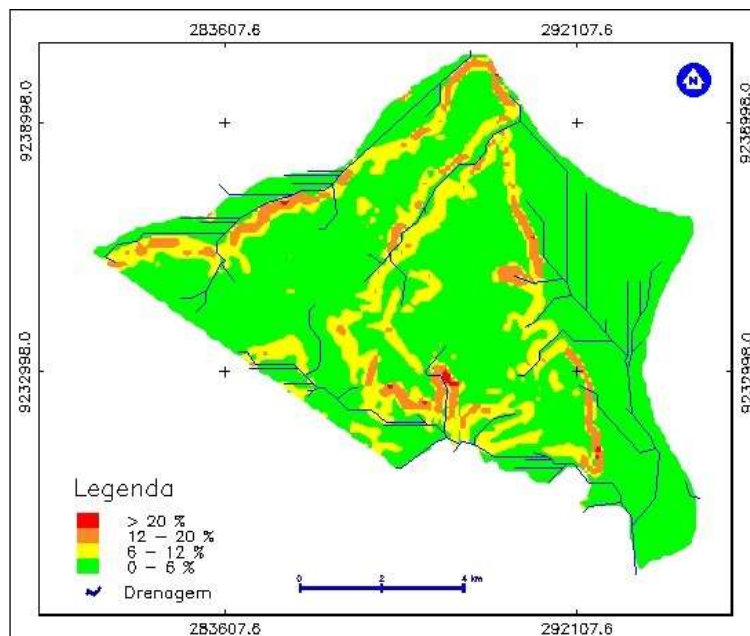 283607.6 292107.6
N
9238998.0 9238998.0
9232998.0 9232998.0
Legenda
> 20 %
12 - 20 %
6 - 12 %
0 - 6 %
Drenagem
0 2 4 km
283607.6 292107.6